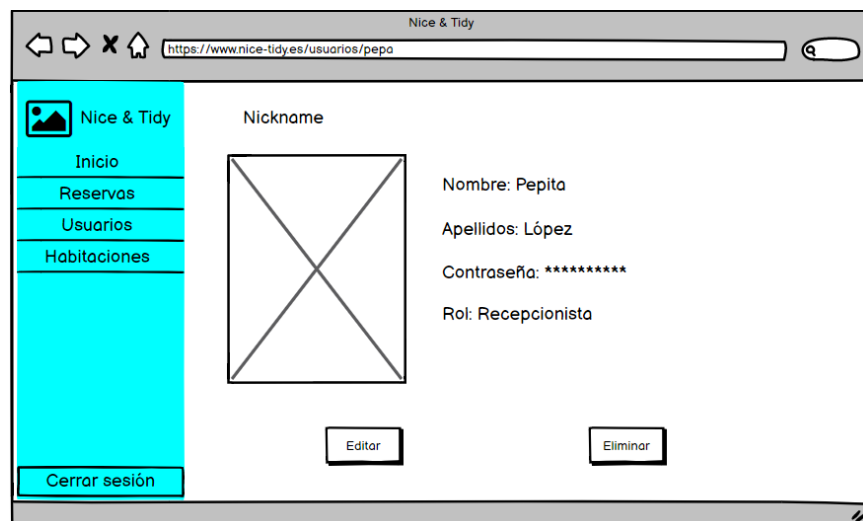 Nice & Tidy
https://www.nice-tidy.es/usuarios/pepa
Nice & Tidy
Inicio
Reservas
Usuarios
Habitaciones
Cerrar sesión
Nickname
Nombre: Pepita
Apellidos: López
Contraseña: **********
Rol: Recepcionista
Editar
Eliminar